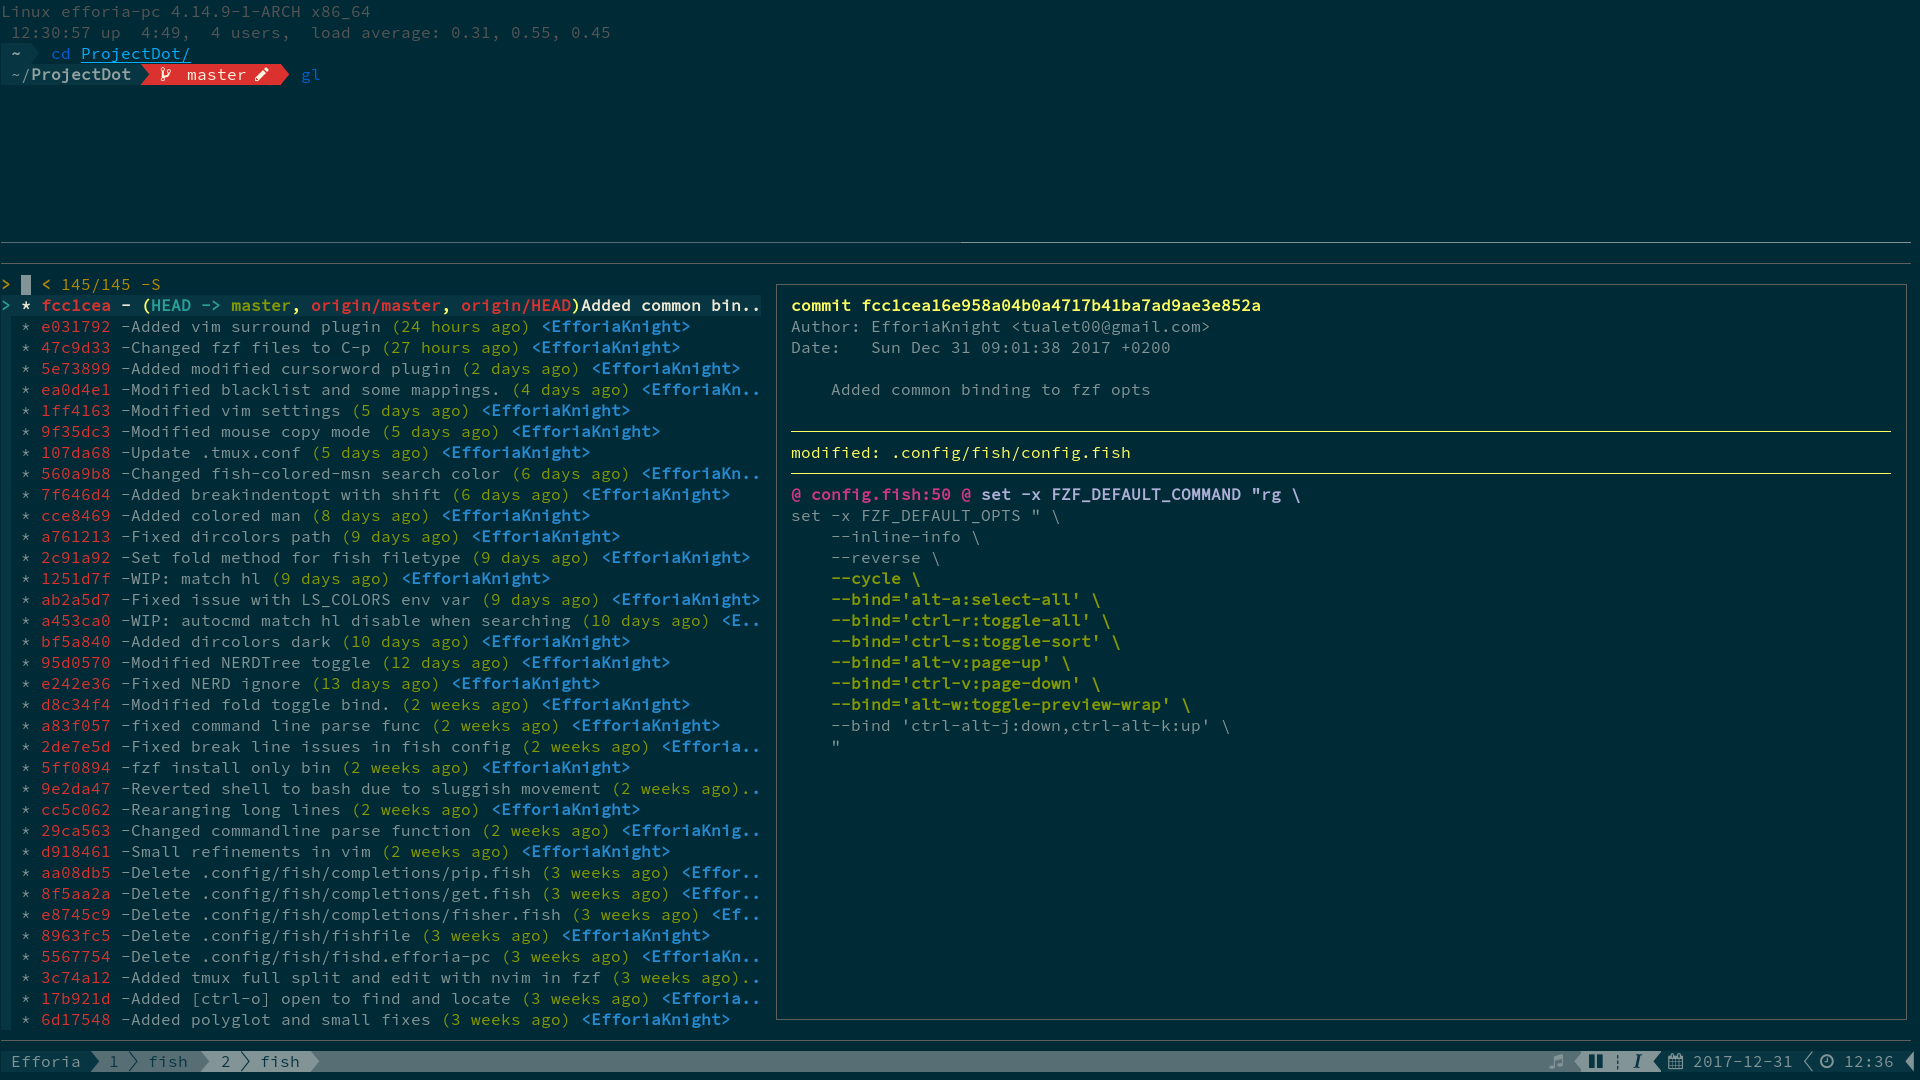 Linux efforia-pc 4.14.9-1-ARCH x86_64
12:30:57 up  4:49,  4 users,  load average: 0.31, 0.55, 0.45
~ cd ProjectDot/
~/ProjectDot master gl
> < 145/145 -S
> * fcc1cea - (HEAD -> master, origin/master, origin/HEAD)Added common bin..
* e031792 -Added vim surround plugin (24 hours ago) <EfforiaKnight>
* 47c9d33 -Changed fzf files to C-p (27 hours ago) <EfforiaKnight>
* 5e73899 -Added modified cursorword plugin (2 days ago) <EfforiaKnight>
* ea0d4e1 -Modified blacklist and some mappings. (4 days ago) <EfforiaKn..
* 1ff4163 -Modified vim settings (5 days ago) <EfforiaKnight>
* 9f35dc3 -Modified mouse copy mode (5 days ago) <EfforiaKnight>
* 107da68 -Update .tmux.conf (5 days ago) <EfforiaKnight>
* 560a9b8 -Changed fish-colored-msn search color (6 days ago) <EfforiaKn..
* 7f646d4 -Added breakindentopt with shift (6 days ago) <EfforiaKnight>
* cce8469 -Added colored man (8 days ago) <EfforiaKnight>
* a761213 -Fixed dircolors path (9 days ago) <EfforiaKnight>
* 2c91a92 -Set fold method for fish filetype (9 days ago) <EfforiaKnight>
* 1251d7f -WIP: match hl (9 days ago) <EfforiaKnight>
* ab2a5d7 -Fixed issue with LS_COLORS env var (9 days ago) <EfforiaKnight>
* a453ca0 -WIP: autocmd match hl disable when searching (10 days ago) <E..
* bf5a840 -Added dircolors dark (10 days ago) <EfforiaKnight>
* 95d0570 -Modified NERDTree toggle (12 days ago) <EfforiaKnight>
* e242e36 -Fixed NERD ignore (13 days ago) <EfforiaKnight>
* d8c34f4 -Modified fold toggle bind. (2 weeks ago) <EfforiaKnight>
* a83f057 -fixed command line parse func (2 weeks ago) <EfforiaKnight>
* 2de7e5d -Fixed break line issues in fish config (2 weeks ago) <Efforia..
* 5ff0894 -fzf install only bin (2 weeks ago) <EfforiaKnight>
* 9e2da47 -Reverted shell to bash due to sluggish movement (2 weeks ago)..
* cc5c062 -Rearanging long lines (2 weeks ago) <EfforiaKnight>
* 29ca563 -Changed commandline parse function (2 weeks ago) <EfforiaKnig..
* d918461 -Small refinements in vim (2 weeks ago) <EfforiaKnight>
* aa08db5 -Delete .config/fish/completions/pip.fish (3 weeks ago) <Effor..
* 8f5aa2a -Delete .config/fish/completions/get.fish (3 weeks ago) <Effor..
* e8745c9 -Delete .config/fish/completions/fisher.fish (3 weeks ago) <Ef..
* 8963fc5 -Delete .config/fish/fishfile (3 weeks ago) <EfforiaKnight>
* 5567754 -Delete .config/fish/fishd.efforia-pc (3 weeks ago) <EfforiaKn..
* 3c74a12 -Added tmux full split and edit with nvim in fzf (3 weeks ago)..
* 17b921d -Added [ctrl-o] open to find and locate (3 weeks ago) <Efforia..
* 6d17548 -Added polyglot and small fixes (3 weeks ago) <EfforiaKnight>
commit fcc1cea16e958a04b0a4717b41ba7ad9ae3e852a
Author: EfforiaKnight <tualet00@gmail.com>
Date:   Sun Dec 31 09:01:38 2017 +0200
Added common binding to fzf opts
modified: .config/fish/config.fish
@ config.fish:50 @ set -x FZF_DEFAULT_COMMAND "rg \
set -x FZF_DEFAULT_OPTS " \
--inline-info \
--reverse \
--cycle \
--bind='alt-a:select-all' \
--bind='ctrl-r:toggle-all' \
--bind='ctrl-s:toggle-sort' \
--bind='alt-v:page-up' \
--bind='ctrl-v:page-down' \
--bind='alt-w:toggle-preview-wrap' \
--bind 'ctrl-alt-j:down,ctrl-alt-k:up' \
"
Efforia 1 fish 2 fish I 2017-12-31 12:36